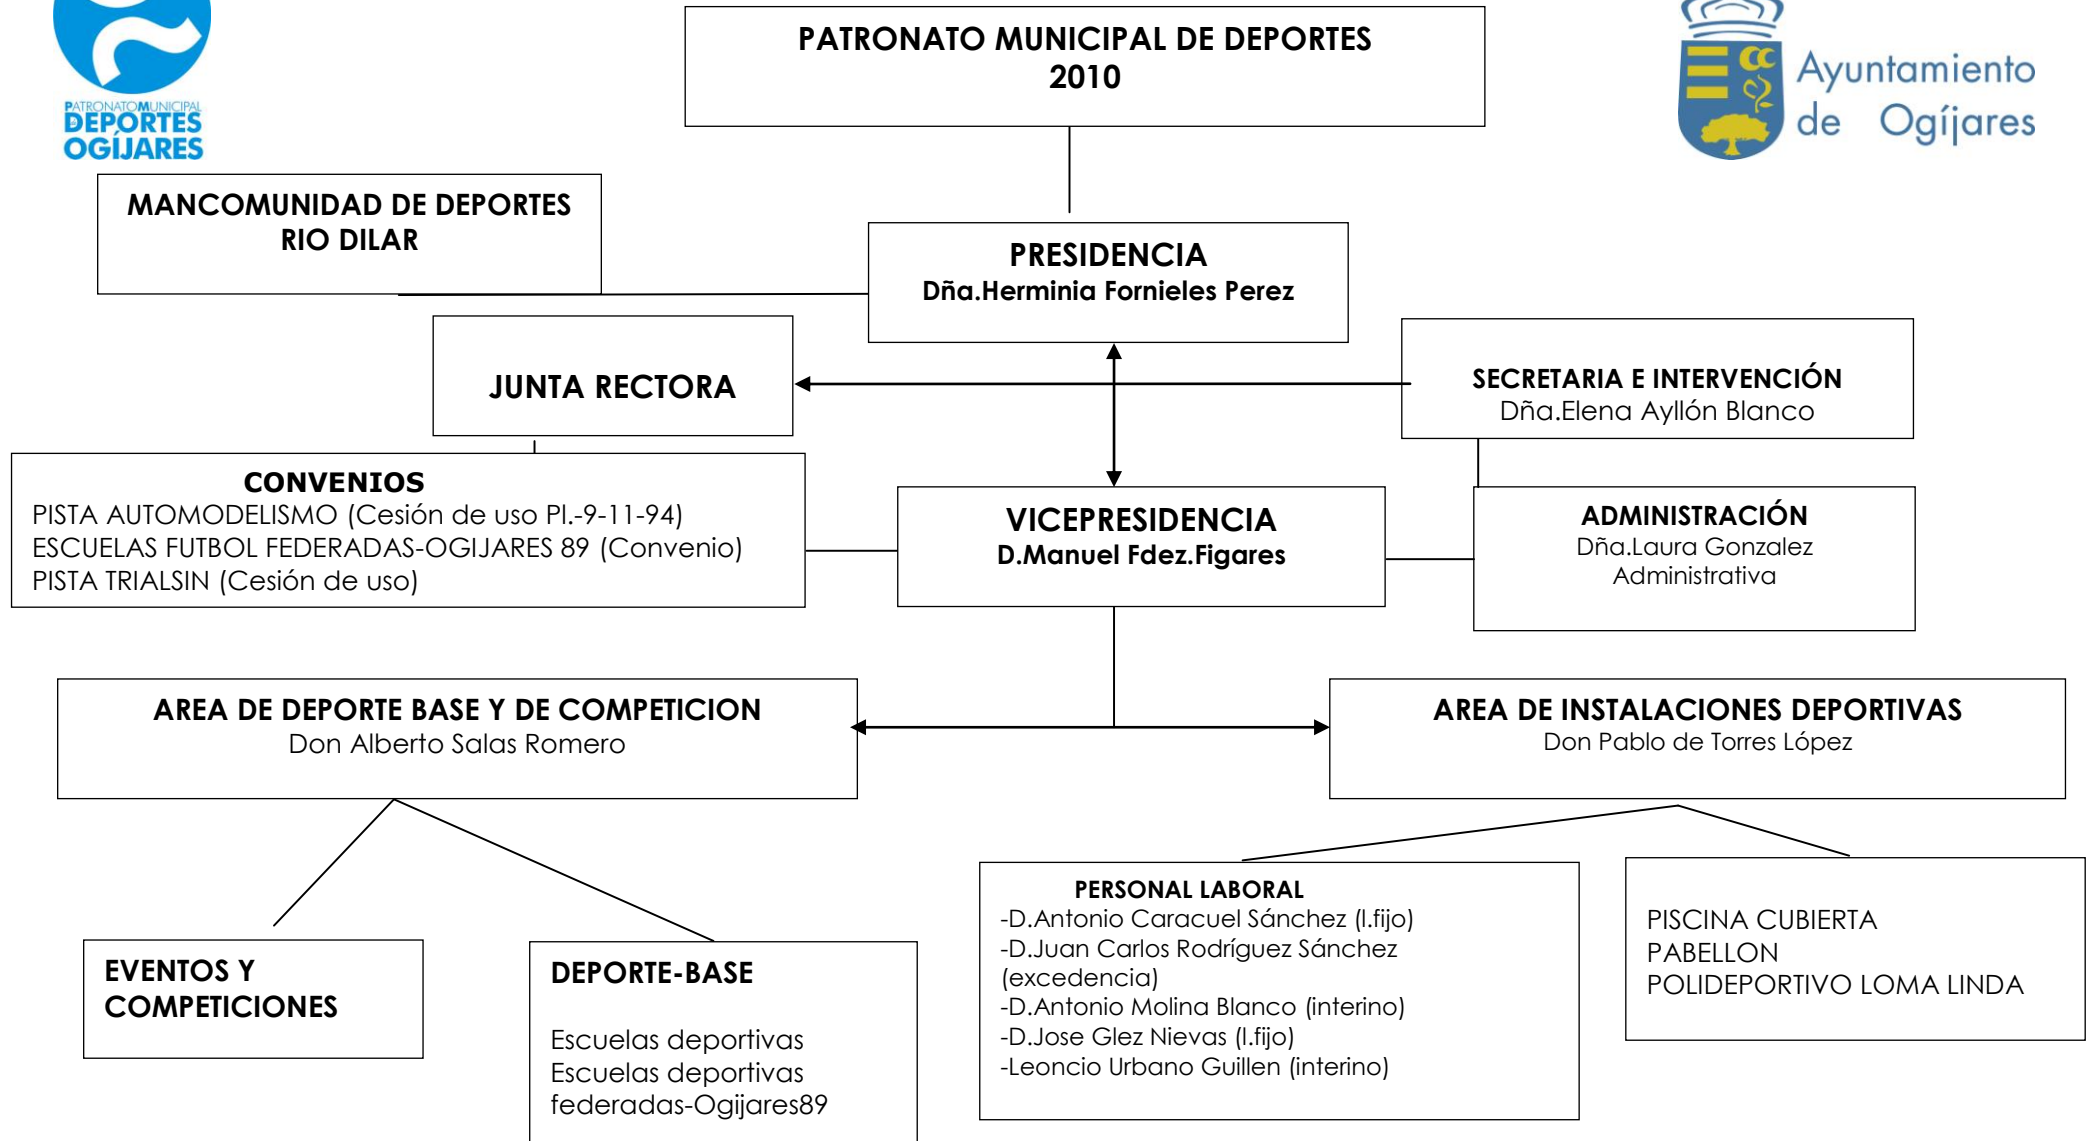 PATRONATO MUNICIPAL
DEPORTES
OGÍJARES
PATRONATO MUNICIPAL DE DEPORTES
2010
Ayuntamiento
de Ogíjares
MANCOMUNIDAD DE DEPORTES
RIO DILAR
PRESIDENCIA
Dña.Herminia Fornieles Perez
JUNTA RECTORA
SECRETARIA E INTERVENCIÓN
Dña.Elena Ayllón Blanco
CONVENIOS
PISTA AUTOMODELISMO (Cesión de uso Pl.-9-11-94)
ESCUELAS FUTBOL FEDERADAS-OGIJARES 89 (Convenio)
PISTA TRIALSIN (Cesión de uso)
VICEPRESIDENCIA
D.Manuel Fdez.Figares
ADMINISTRACIÓN
Dña.Laura Gonzalez
Administrativa
AREA DE DEPORTE BASE Y DE COMPETICION
Don Alberto Salas Romero
AREA DE INSTALACIONES DEPORTIVAS
Don Pablo de Torres López
EVENTOS Y
COMPETICIONES
DEPORTE-BASE
Escuelas deportivas
Escuelas deportivas
federadas-Ogijares89
PERSONAL LABORAL
-D.Antonio Caracuel Sánchez (l.fijo)
-D.Juan Carlos Rodríguez Sánchez
(excedencia)
-D.Antonio Molina Blanco (interino)
-D.Jose Glez Nievas (l.fijo)
-Leoncio Urbano Guillen (interino)
PISCINA CUBIERTA
PABELLON
POLIDEPORTIVO LOMA LINDA